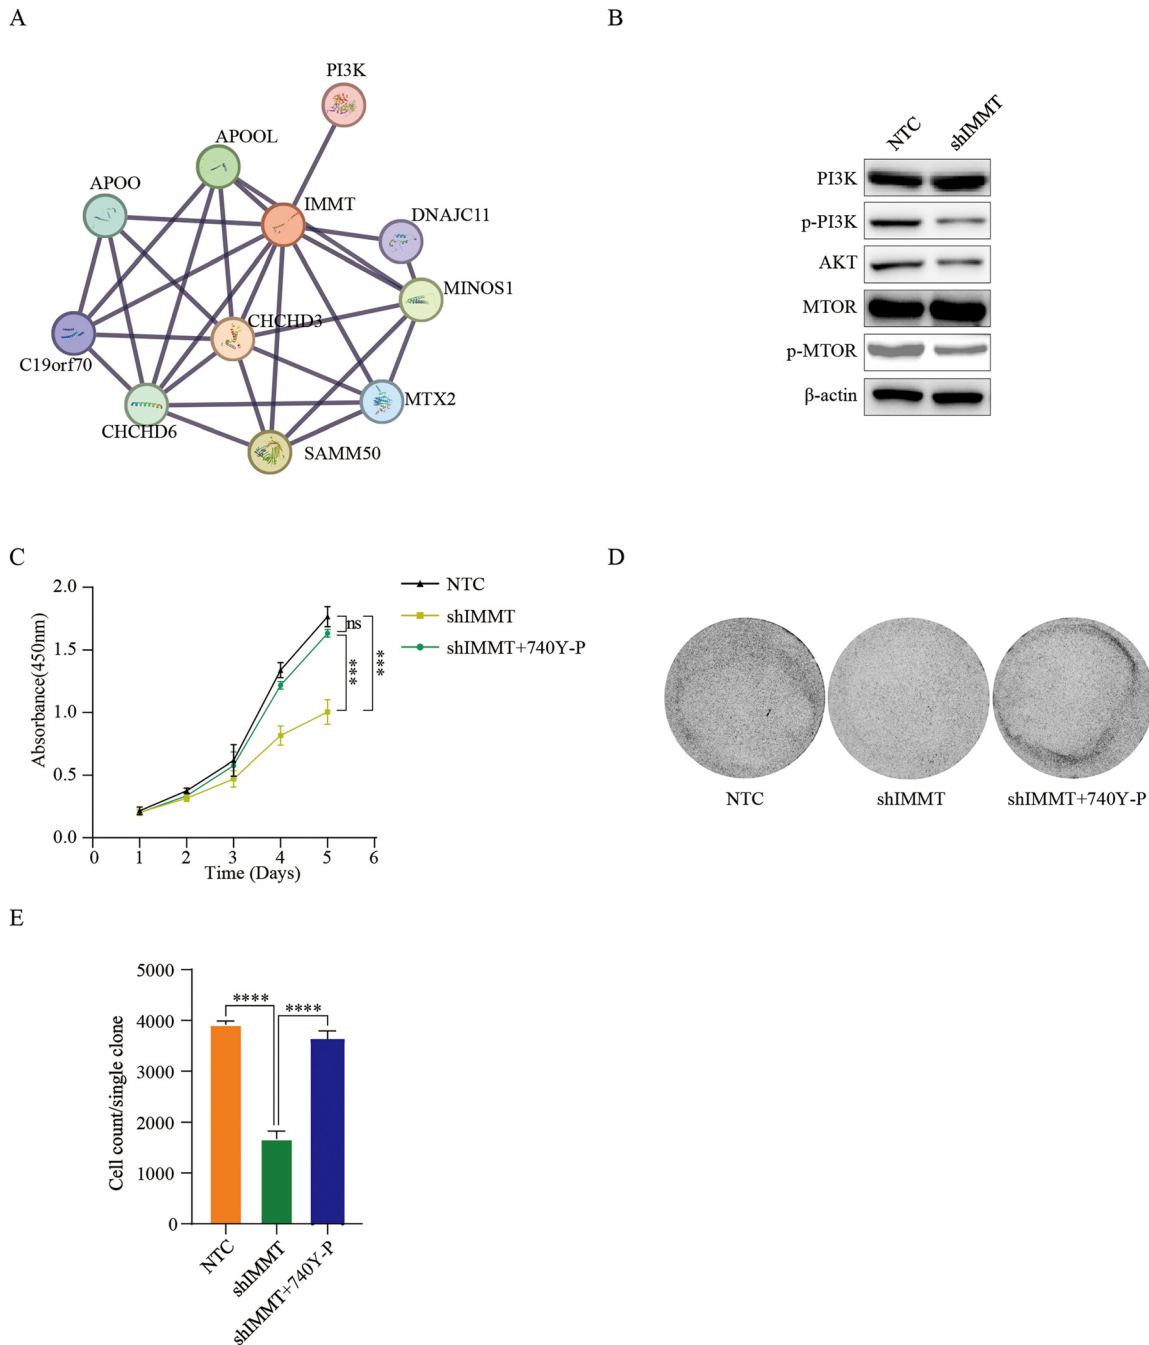 A
PI3K
APOOL
APOO
IMMT
DNAJC11
MINOS1
CHCHD3
C19orf70
MTX2
CHCHD6
SAMM50
B
NTC
shIMMT
PI3K
p-PI3K
AKT
MTOR
p-MTOR
β-actin
C
Absorbance(450nm)
2.0
1.5
1.0
0.5
0.0
0 1 2 3 4 5 6
Time (Days)
NTC
shIMMT
shIMMT+740Y-P
ns
***
***
D
NTC
shIMMT
shIMMT+740Y-P
E
Cell count/single clone
5000
4000
3000
2000
1000
0
****
****
NTC
shIMMT
shIMMT+740Y-P